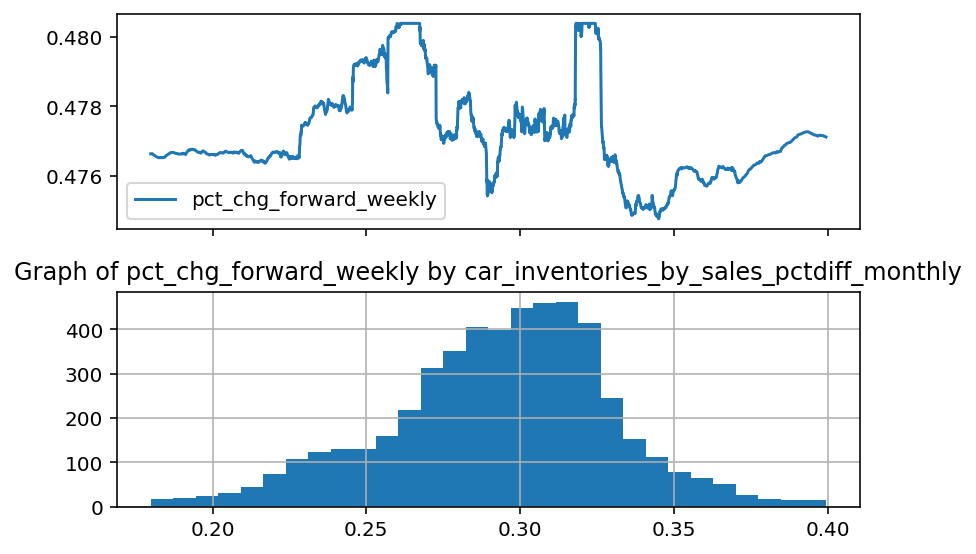 0.480
0.478
0.476
pct_chg_forward_weekly
Graph of pct_chg_forward_weekly by car_inventories_by_sales_pctdiff_monthly
400
300
200
100
0
0.20 0.25 0.30 0.35 0.40